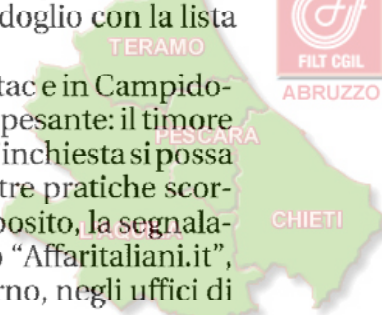 doglio con la lista
TERAMO
FILT CGIL
ABRUZZO
tac e in Campido-
pesante: il timore
PESCARA
inchiesta si possa
tre pratiche scor-
posito, la segnala-
L'AQUILA
CHIETI
"Affaritaliani.it",
rno, negli uffici di